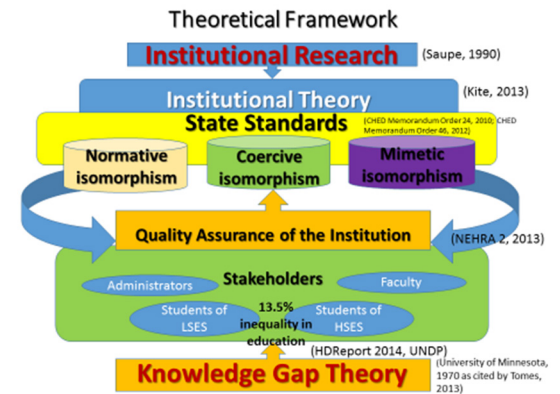 Theoretical Framework
Institutional Research
(Saupe, 1990)
Institutional Theory
(Kite, 2013)
State Standards
(CHED Memorandum Order 24, 2010; CHED
Memorandum Order 46, 2012)
Normative
isomorphism
Coercive
isomorphism
Mimetic
isomorphism
Quality Assurance of the Institution
(NEHRA 2, 2013)
Stakeholders
Administrators
Faculty
Students of
LSES
13.5%
inequality in
education
Students of
HSES
(HDReport 2014, UNDP)
Knowledge Gap Theory
(University of Minnesota,
1970 as cited by Tomes,
2013)